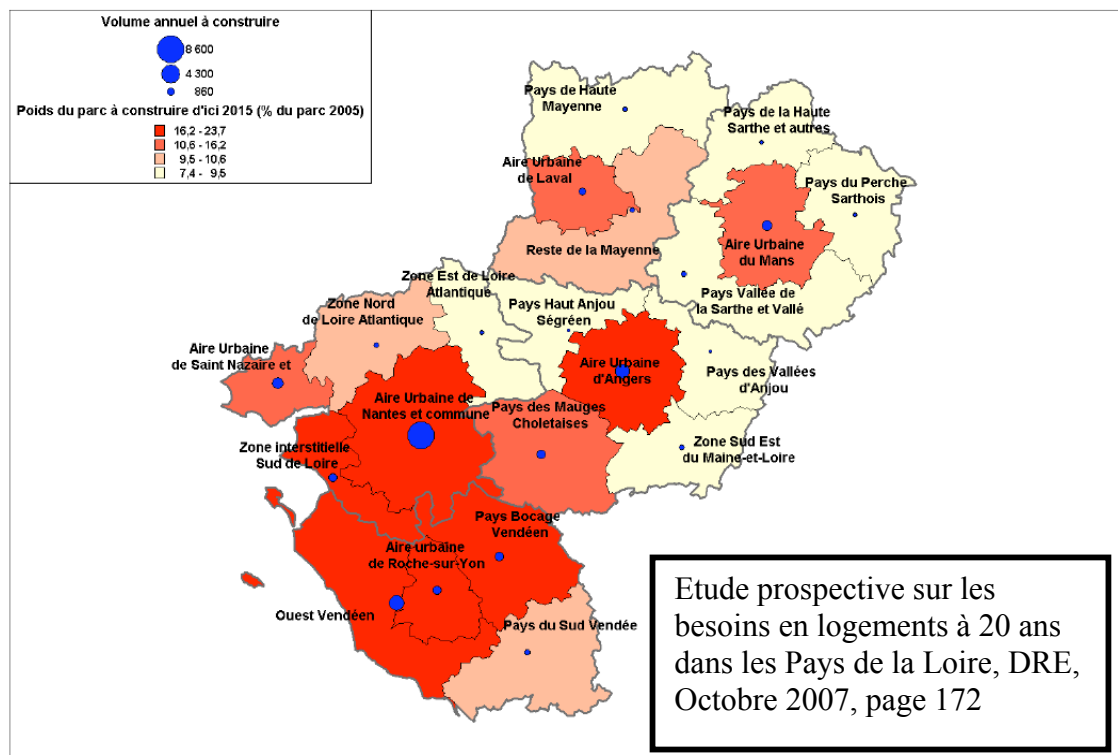 Volume annuel à construire
8 600
4 300
860
Poids du parc à construire d'ici 2015 (% du parc 2005)
16,2 - 23,7
10,6 - 16,2
9,5 - 10,6
7,4 - 9,5
Pays de Haute
Mayenne
Pays de la Haute
Sarthe et autres
Aire Urbaine
de Laval
Pays du Perche
Sarthois
Reste de la Mayenne
Aire Urbaine
du Mans
Zone Est de Loire
Atlantique
Pays Vallée de
la Sarthe et Vallé
Zone Nord
de Loire Atlantique
Pays Haut Anjou
Ségréen
Aire Urbaine
de Saint Nazaire et
Aire Urbaine
d'Angers
Pays des Vallées
d'Anjou
Aire Urbaine de
Nantes et commune
Pays des Mauges
Choletaises
Zone interstitielle
Sud de Loire
Zone Sud Est
du Maine-et-Loire
Pays Bocage
Vendéen
Aire urbaine
de Roche-sur-Yon
Ouest Vendéen
Pays du Sud Vendée
Etude prospective sur les
besoins en logements à 20 ans
dans les Pays de la Loire, DRE,
Octobre 2007, page 172